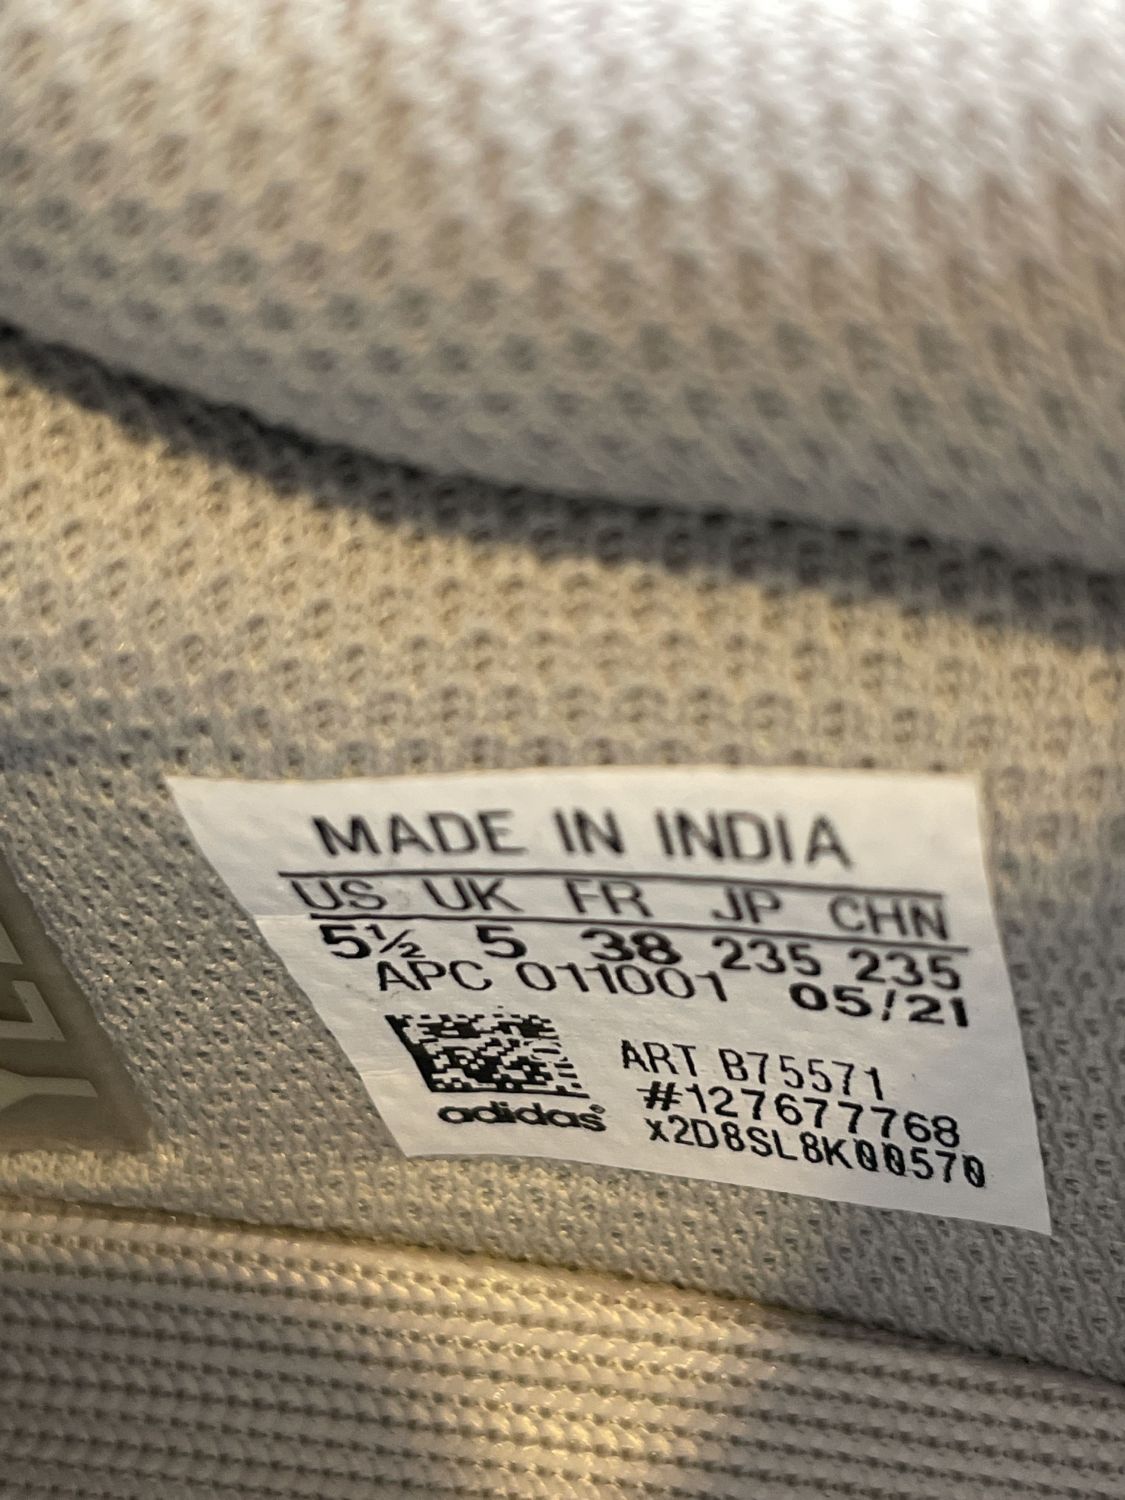 MADE IN INDIA
US UK FR JP CHN
5½ 5 38 235 235
APC 011001 05/21
ART B75571
#127677768
x2D8SL8K00570
adidas®